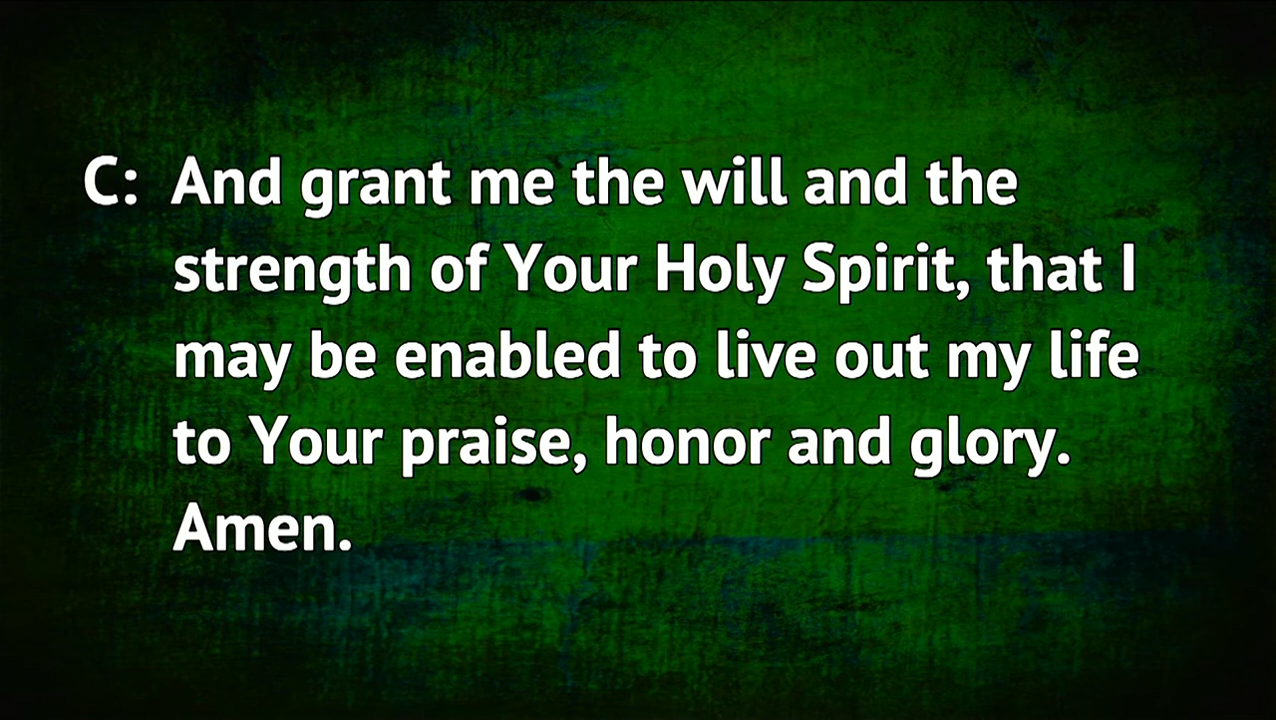 C: And grant me the will and the
strength of Your Holy Spirit, that I
may be enabled to live out my life
to Your praise, honor and glory.
Amen.